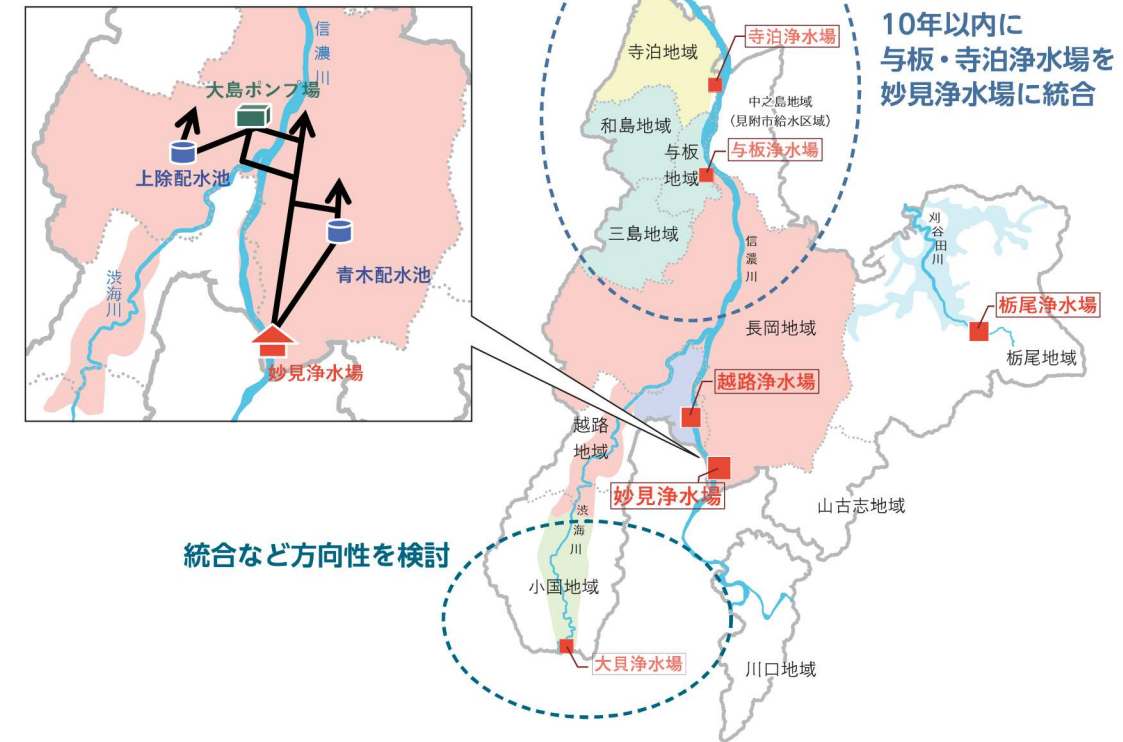 信濃川
大島ポンプ場
上除配水池
青木配水池
渋海川
妙見浄水場
10年以内に
与板・寺泊浄水場を
妙見浄水場に統合
寺泊浄水場
寺泊地域
中之島地域
(見附市給水区域)
和島地域
与板浄水場
与板
地域
三島地域
信濃川
刈谷田川
栃尾浄水場
栃尾地域
長岡地域
越路浄水場
越路
地域
妙見浄水場
山古志地域
渋海川
統合など方向性を検討
小国地域
大貝浄水場
川口地域